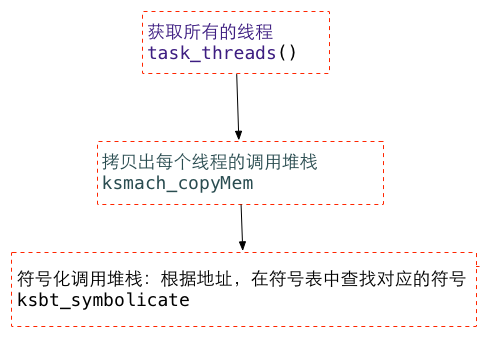 获取所有的线程
task_threads()
拷贝出每个线程的调用堆栈
ksmach_copyMem
符号化调用堆栈：根据地址，在符号表中查找对应的符号
ksbt_symbolicate